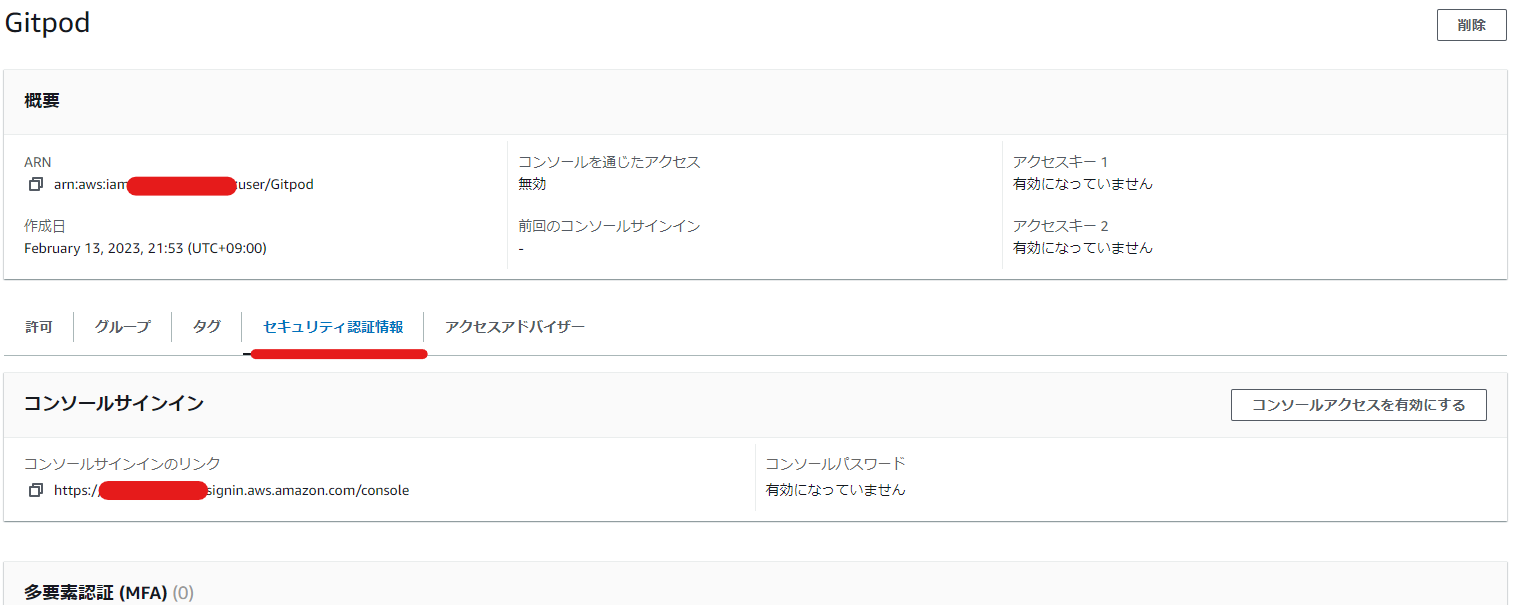 Gitpod
削除
概要
ARN
arn:aws:iam :user/Gitpod
作成日
February 13, 2023, 21:53 (UTC+09:00)
コンソールを通じたアクセス
無効
前回のコンソールサインイン
-
アクセスキー 1
有効になっていません
アクセスキー 2
有効になっていません
許可
グループ
タグ
セキュリティ認証情報
アクセスアドバイザー
コンソールサインイン
コンソールアクセスを有効にする
コンソールサインインのリンク
https:/ signin.aws.amazon.com/console
コンソールパスワード
有効になっていません
多要素認証 (MFA) (0)